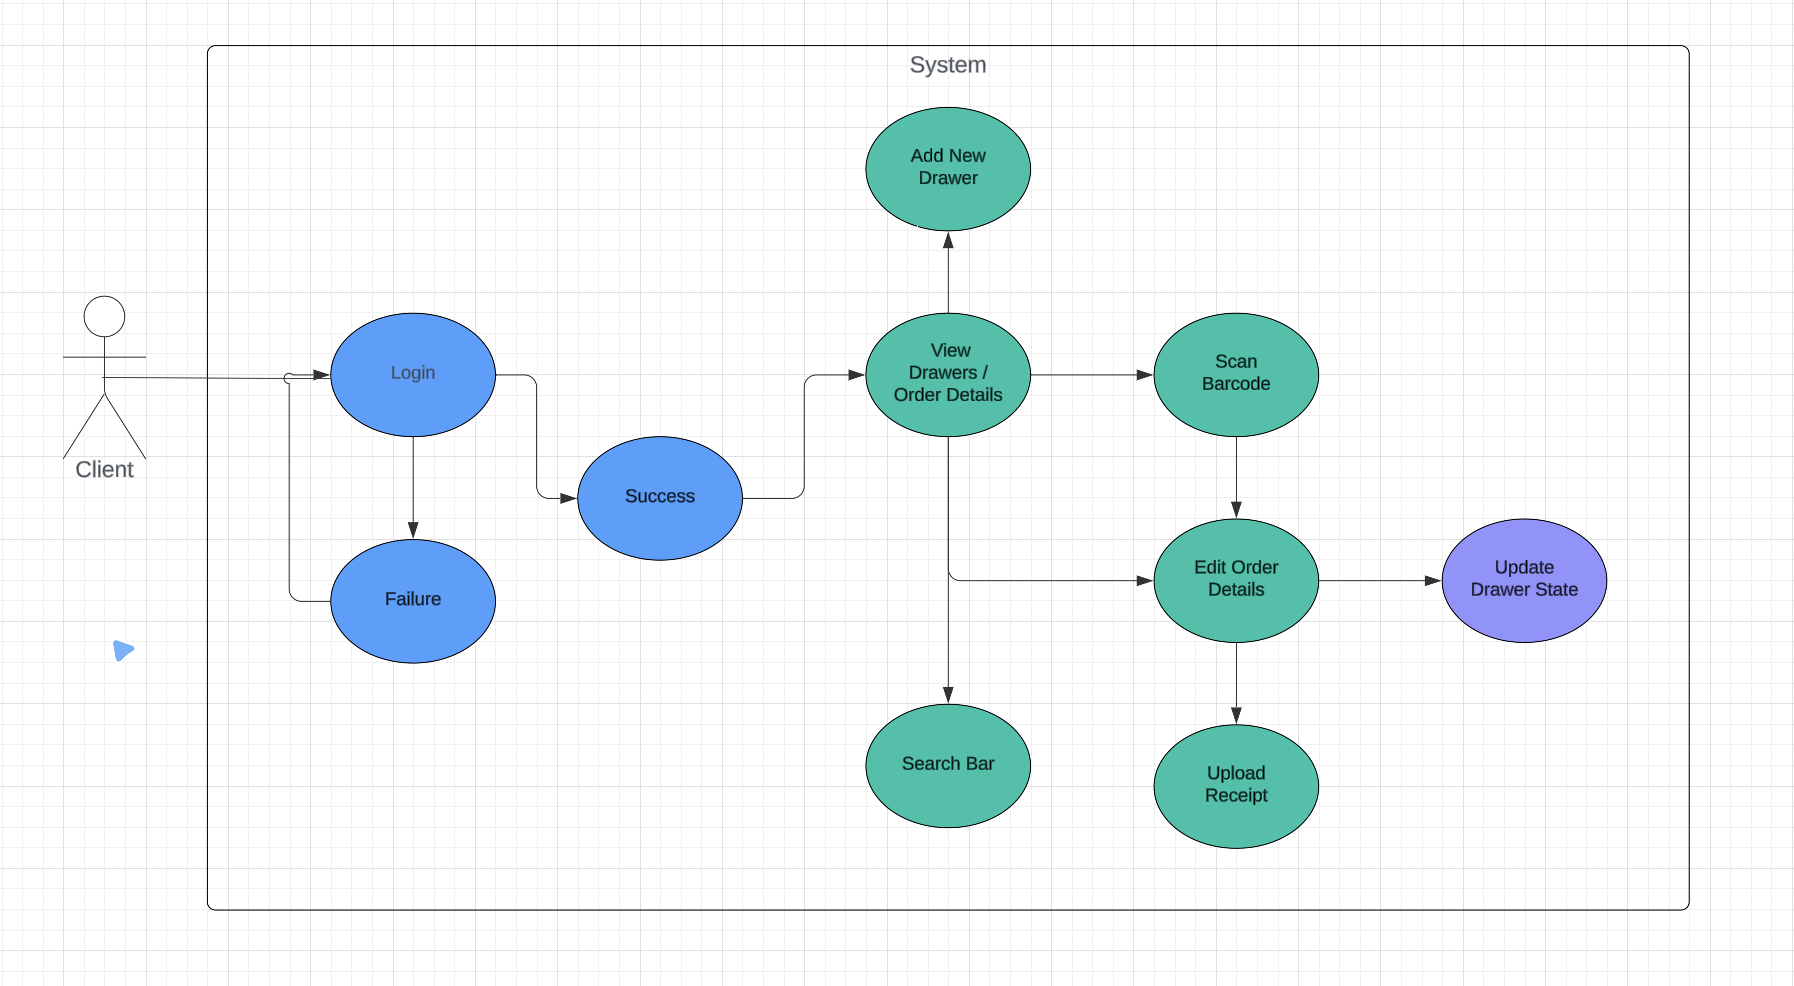 System
Add New
Drawer
Client
Login
Failure
Success
View
Drawers /
Order Details
Scan
Barcode
Edit Order
Details
Update
Drawer State
Search Bar
Upload
Receipt